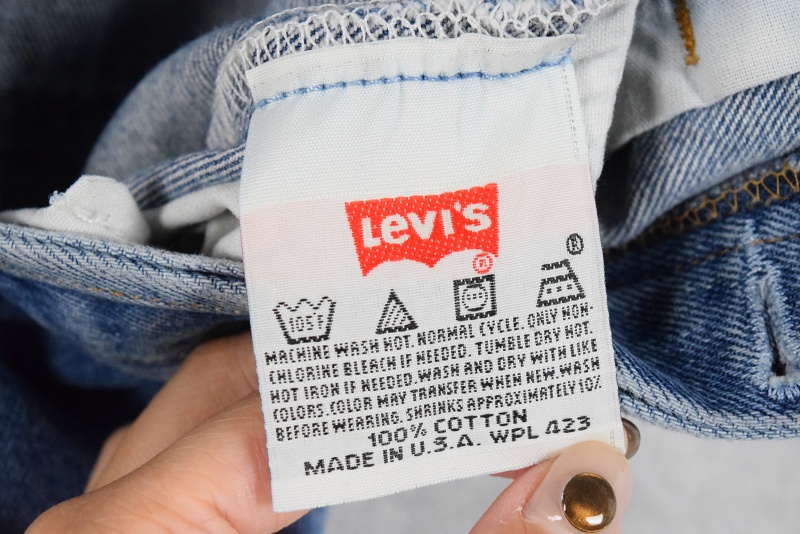 Levi's
®
®
105F
MACHINE WASH HOT. NORMAL CYCLE. ONLY NON-
CHLORINE BLEACH IF NEEDED. TUMBLE DRY HOT.
HOT IRON IF NEEDED. WASH AND DRY WITH LIKE
COLORS. COLOR MAY TRANSFER WHEN NEW. WASH
BEFORE WEARING. SHRINKS APPROXIMATELY 10%
100% COTTON
MADE IN U.S.A. WPL 423